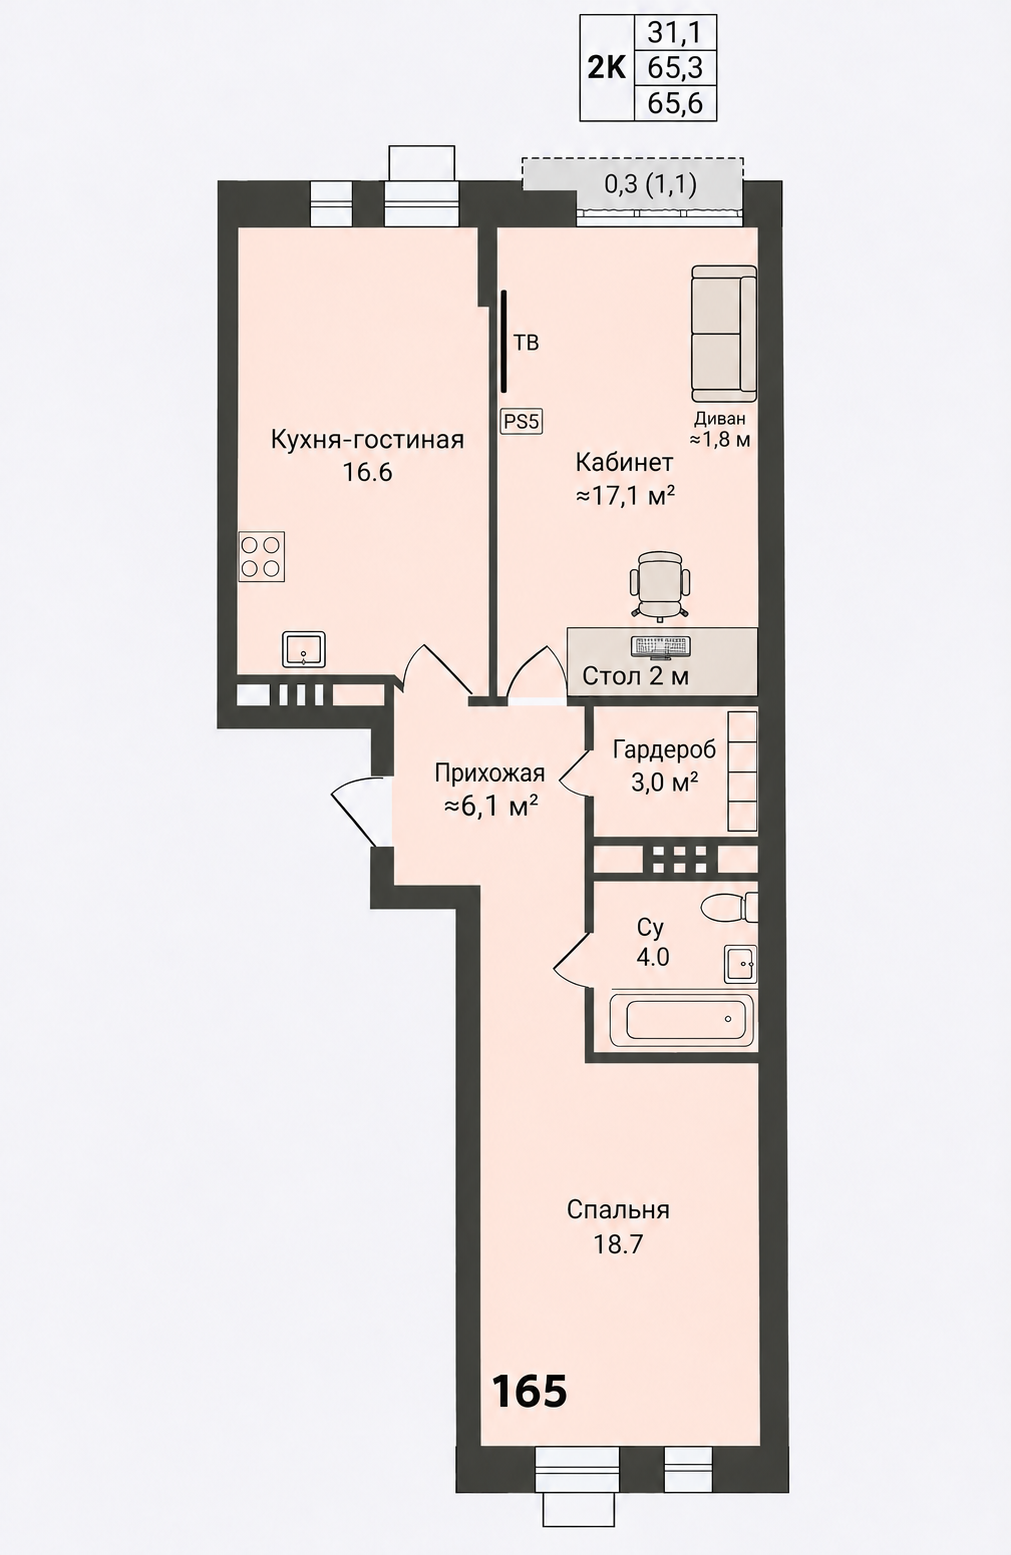 2К
31,1
65,3
65,6
0,3 (1,1)
ТВ
PS5
Диван
≈1,8 м
Кухня-гостиная
16.6
Кабинет
≈17,1 м²
Стол 2 м
Гардероб
3,0 м²
Прихожая
≈6,1 м²
Су
4.0
Спальня
18.7
165